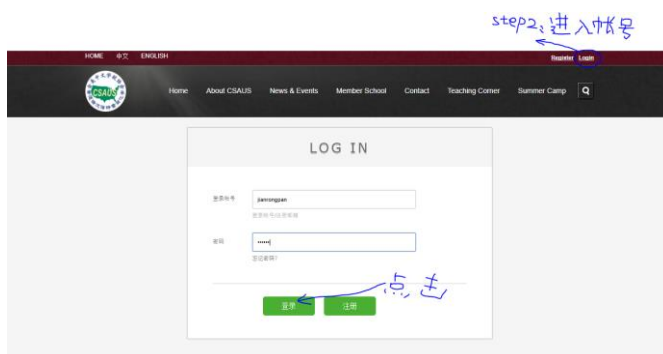 step2、进入帐号
HOME 中文 ENGLISH
Register Login
CSAUS
Home About CSAUS News & Events Member School Contact Teaching Corner Summer Camp
LOG IN
登录帐号 jianrongpan
密码 ••••••
忘记密码?
点击
登录 注册